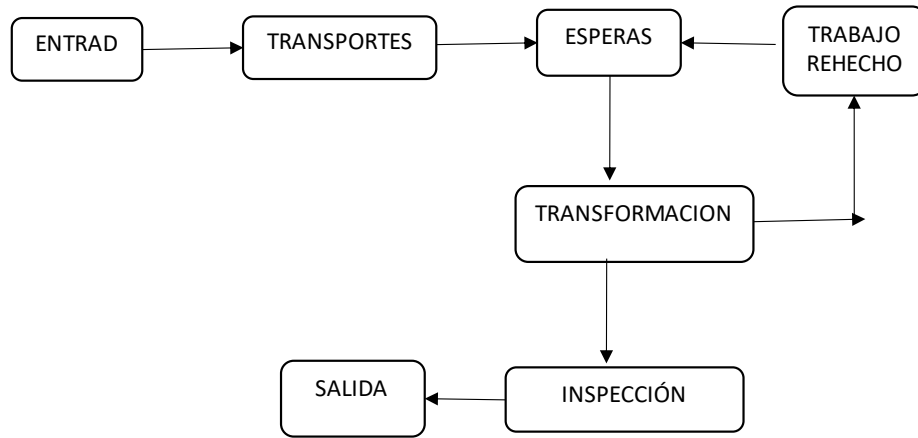 ENTRAD
TRANSPORTES
ESPERAS
TRABAJO
REHECHO
TRANSFORMACION
SALIDA
INSPECCIÓN